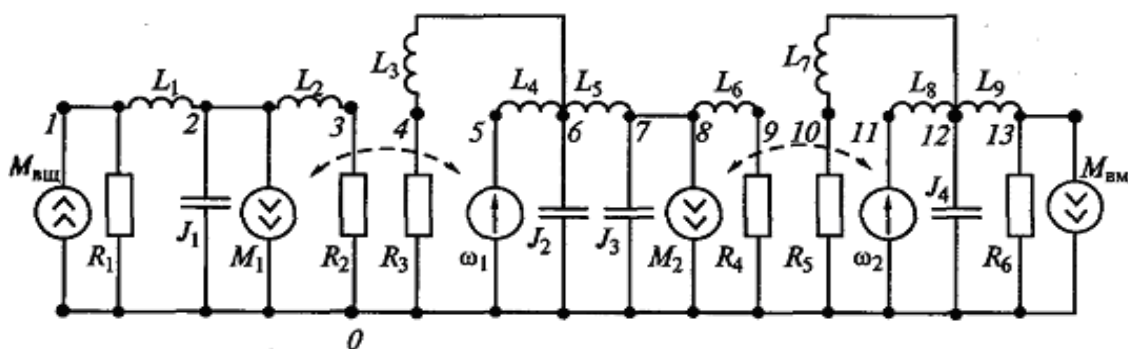 L₃ L₇
L₁ L₂ L₄ L₅ L₆ L₈ L₉
1 2 3 4 5 6 7 8 9 10 11 12 13
Mвщ Mвм
R₁ J₁ M₁ R₂ R₃ ω₁ J₂ J₃ M₂ R₄ R₅ ω₂ J₄ R₆
0